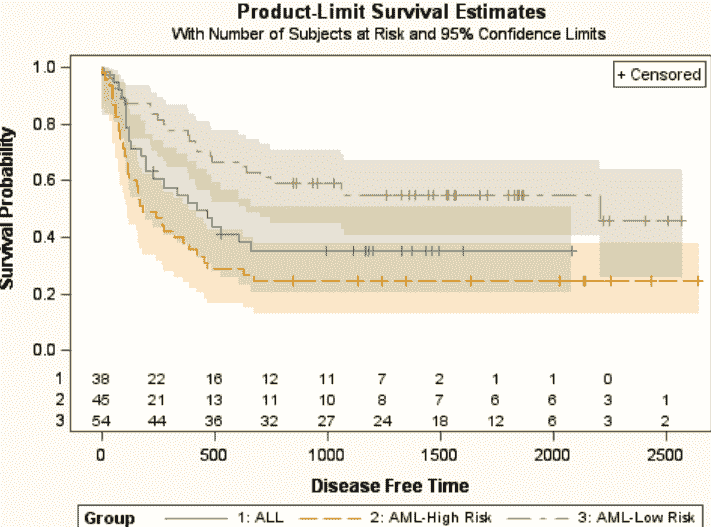 Product-Limit Survival Estimates
With Number of Subjects at Risk and 95% Confidence Limits
+ Censored
Survival Probability
1.0
0.8
0.6
0.4
0.2
0.0
1 38 22 16 12 11 7 2 1 1 0
2 45 21 13 11 10 8 7 6 6 3 1
3 54 44 36 32 27 24 18 12 6 3 2
0 500 1000 1500 2000 2500
Disease Free Time
Group 1: ALL 2: AML-High Risk 3: AML-Low Risk